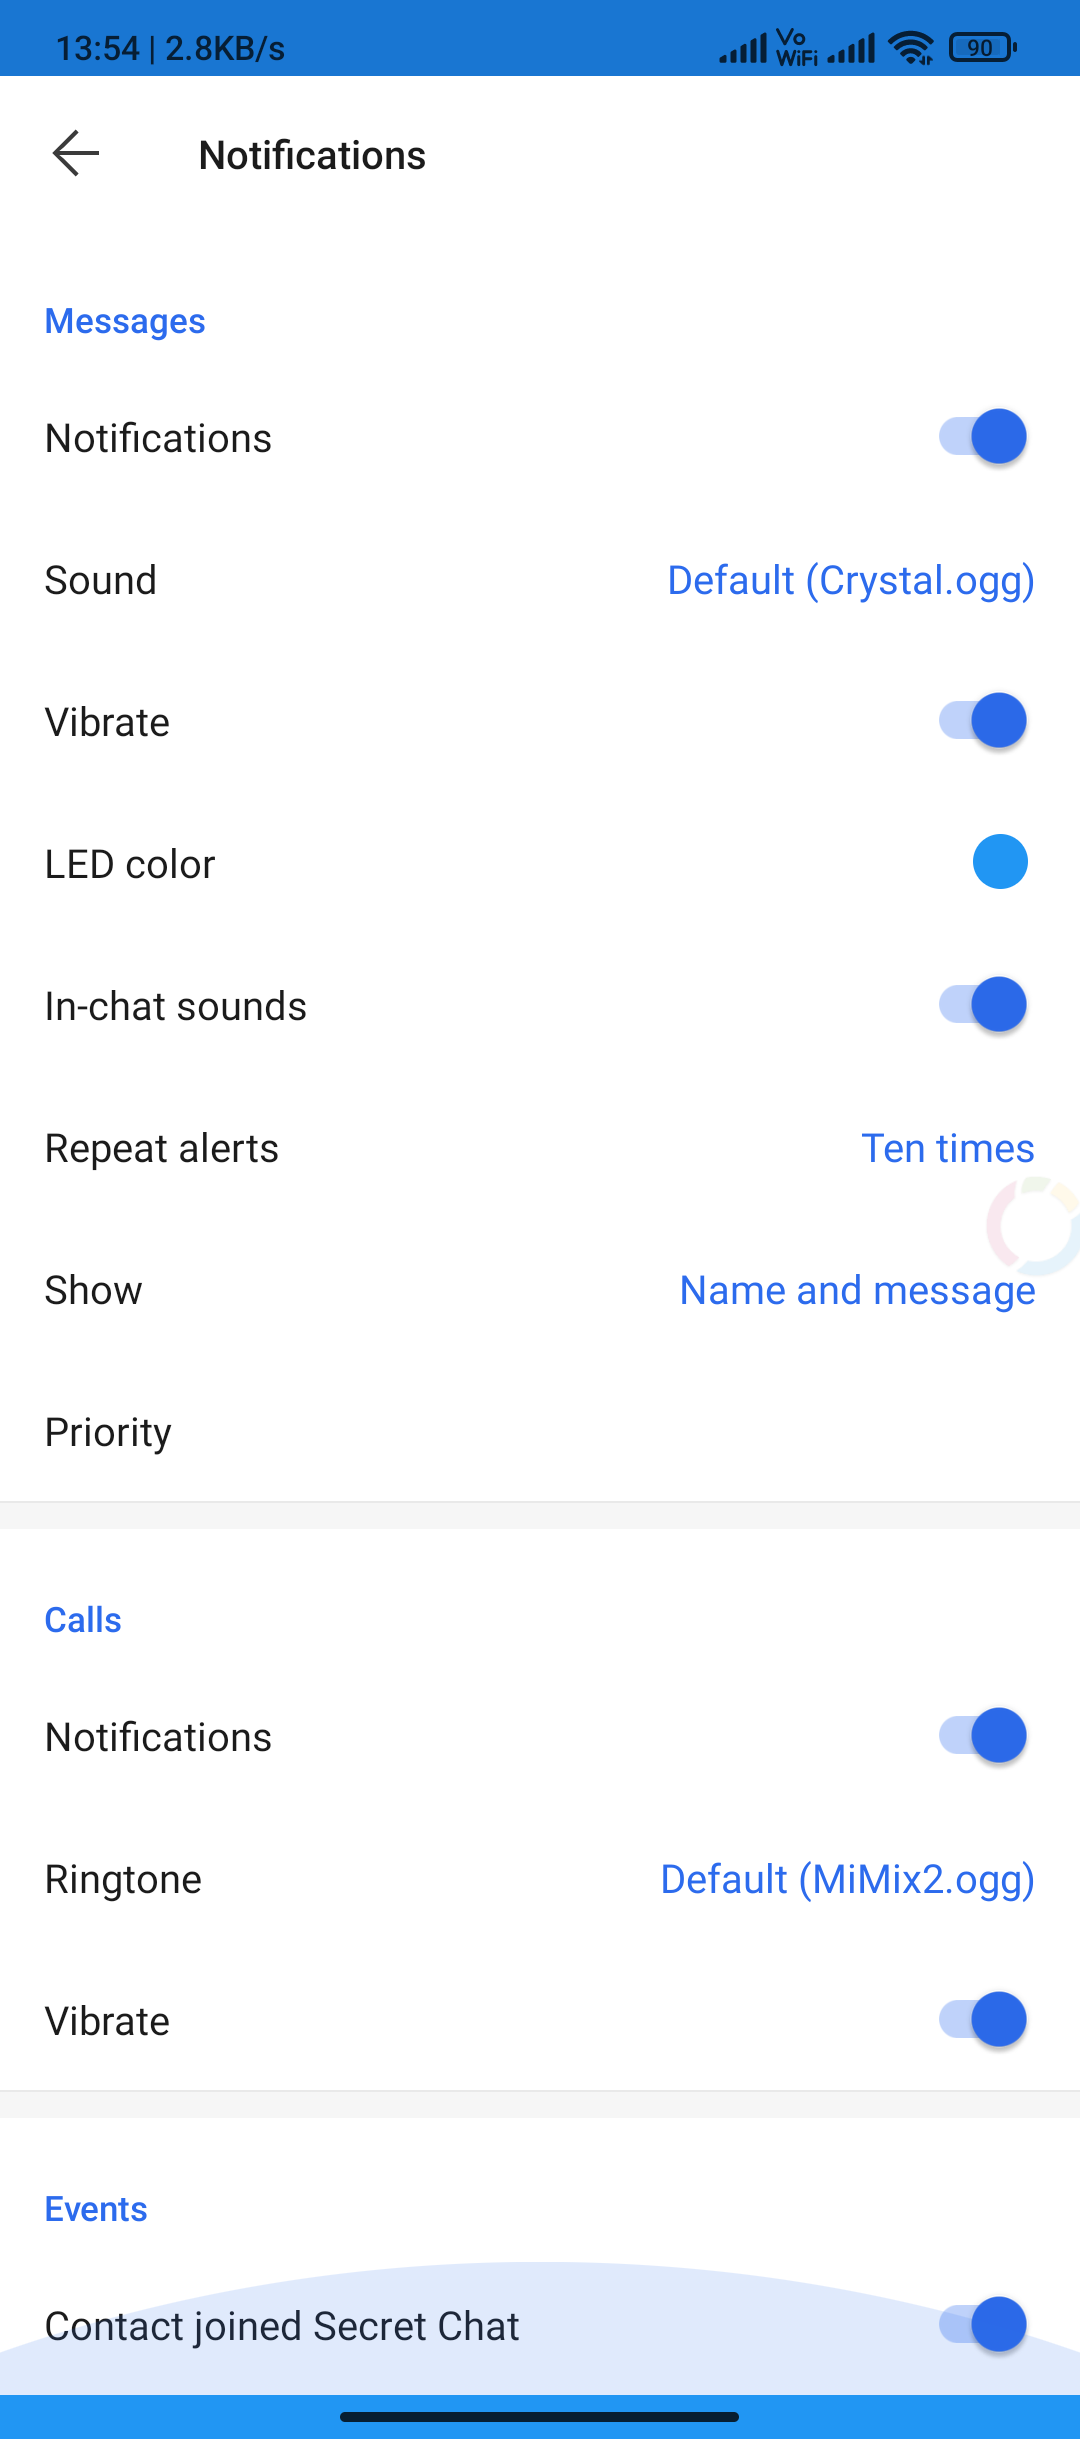 13:54 | 2.8KB/s Vo WiFi 90
Notifications
Messages
Notifications
Sound Default (Crystal.ogg)
Vibrate
LED color
In-chat sounds
Repeat alerts Ten times
Show Name and message
Priority
Calls
Notifications
Ringtone Default (MiMix2.ogg)
Vibrate
Events
Contact joined Secret Chat